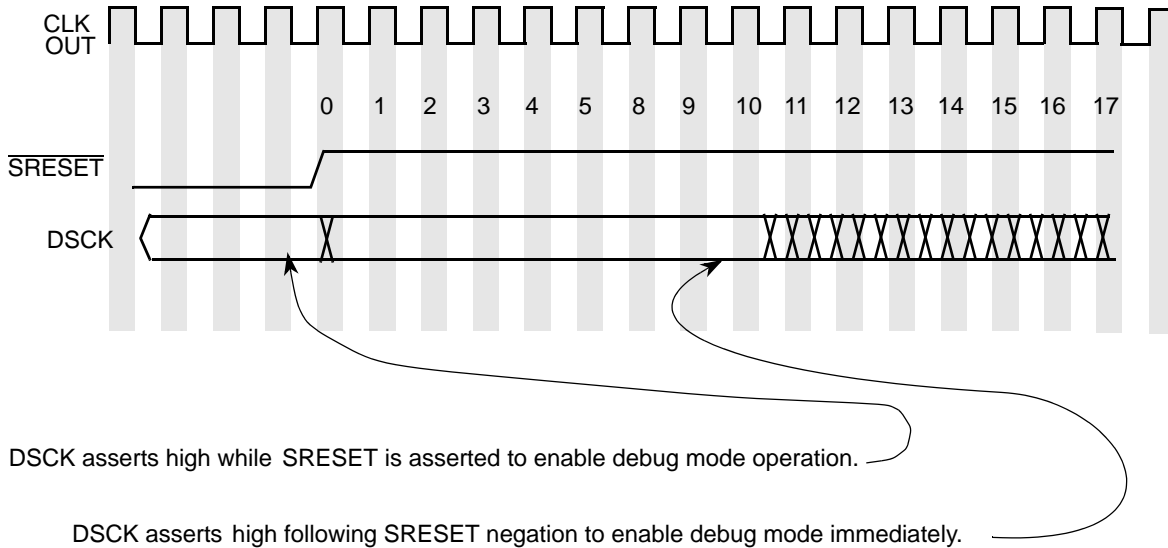 CLK
OUT
0 1 2 3 4 5 8 9 10 11 12 13 14 15 16 17
SRESET
DSCK
DSCK asserts high while SRESET is asserted to enable debug mode operation.
DSCK asserts high following SRESET negation to enable debug mode immediately.